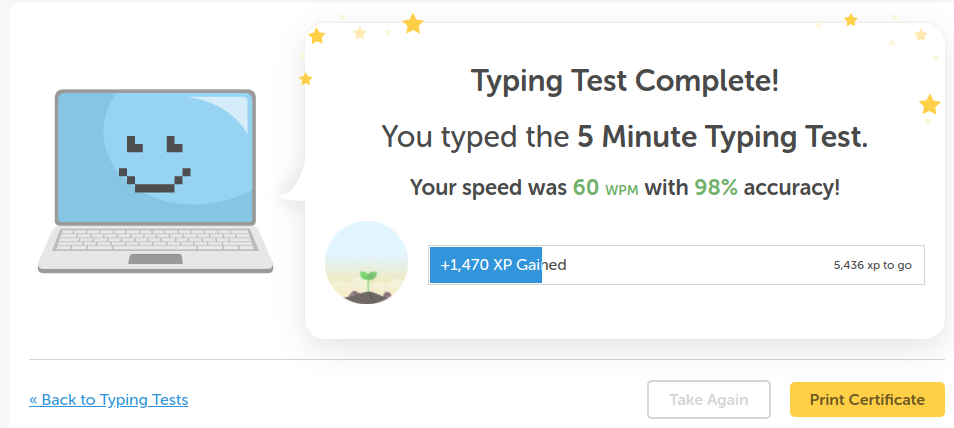 Typing Test Complete!
You typed the 5 Minute Typing Test.
Your speed was 60 WPM with 98% accuracy!
+1,470 XP Gained
5,436 xp to go
« Back to Typing Tests
Take Again
Print Certificate